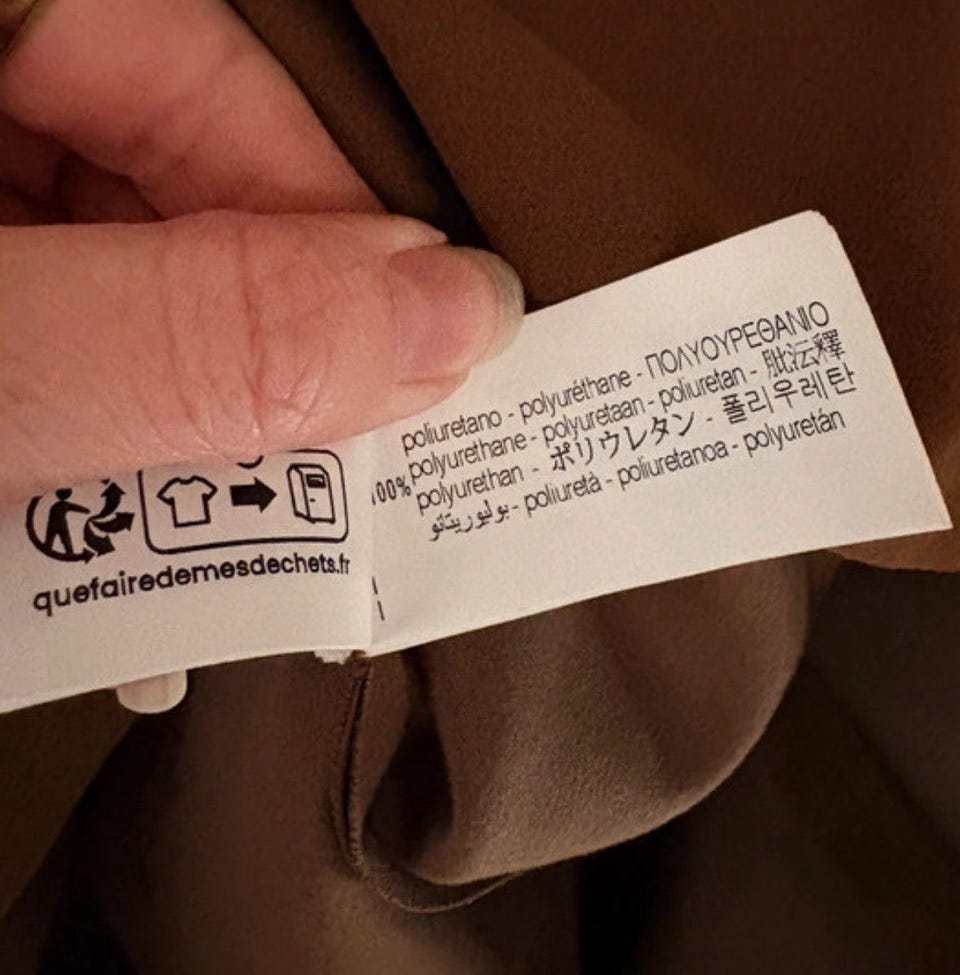 poliuretano - polyuréthane - ΠΟΛΥΟΥΡΕΘΑΝΙΟ
100% polyurethane - polyuretaan - poliuretan -
polyurethan - ポリウレタン - 폴리우레탄
بوليوريتانو - poliuretà - poliuretanoa - polyuretán
quefairedemesdechets.fr